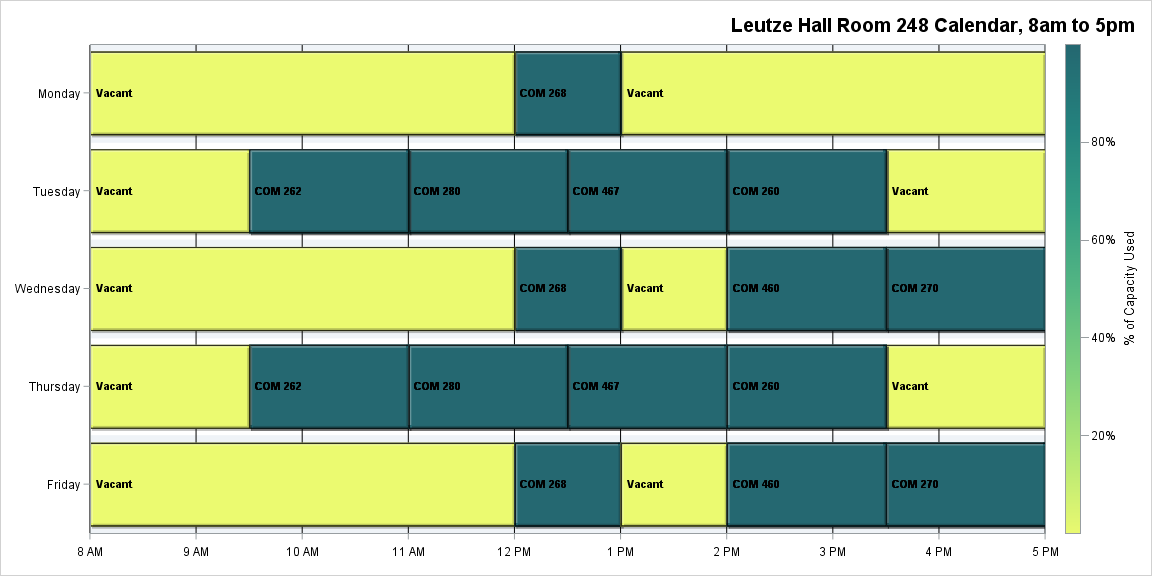 Leutze Hall Room 248 Calendar, 8am to 5pm
Monday
Vacant
COM 268
Vacant
Tuesday
Vacant
COM 262
COM 280
COM 467
COM 260
Vacant
Wednesday
Vacant
COM 268
Vacant
COM 460
COM 270
Thursday
Vacant
COM 262
COM 280
COM 467
COM 260
Vacant
Friday
Vacant
COM 268
Vacant
COM 460
COM 270
8 AM
9 AM
10 AM
11 AM
12 PM
1 PM
2 PM
3 PM
4 PM
5 PM
80%
60%
40%
20%
% of Capacity Used